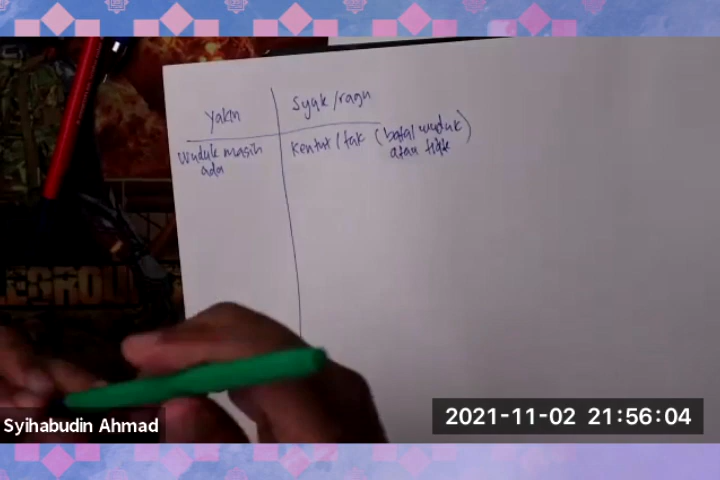 Yakin
Syak/ragu
wuduk masih
ada
Kentut/tak (batal wuduk)
atau tidak
EGROU
Syihabudin Ahmad
2021-11-02 21:56:04